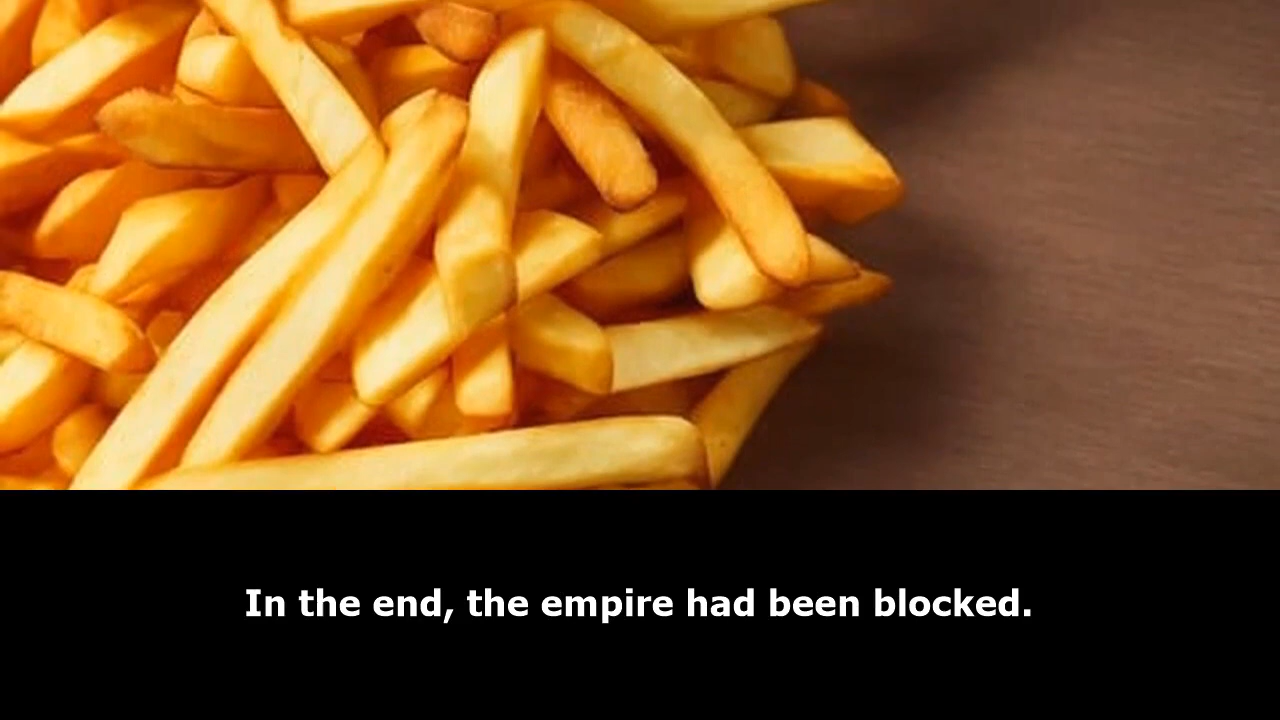 In the end, the empire had been blocked.